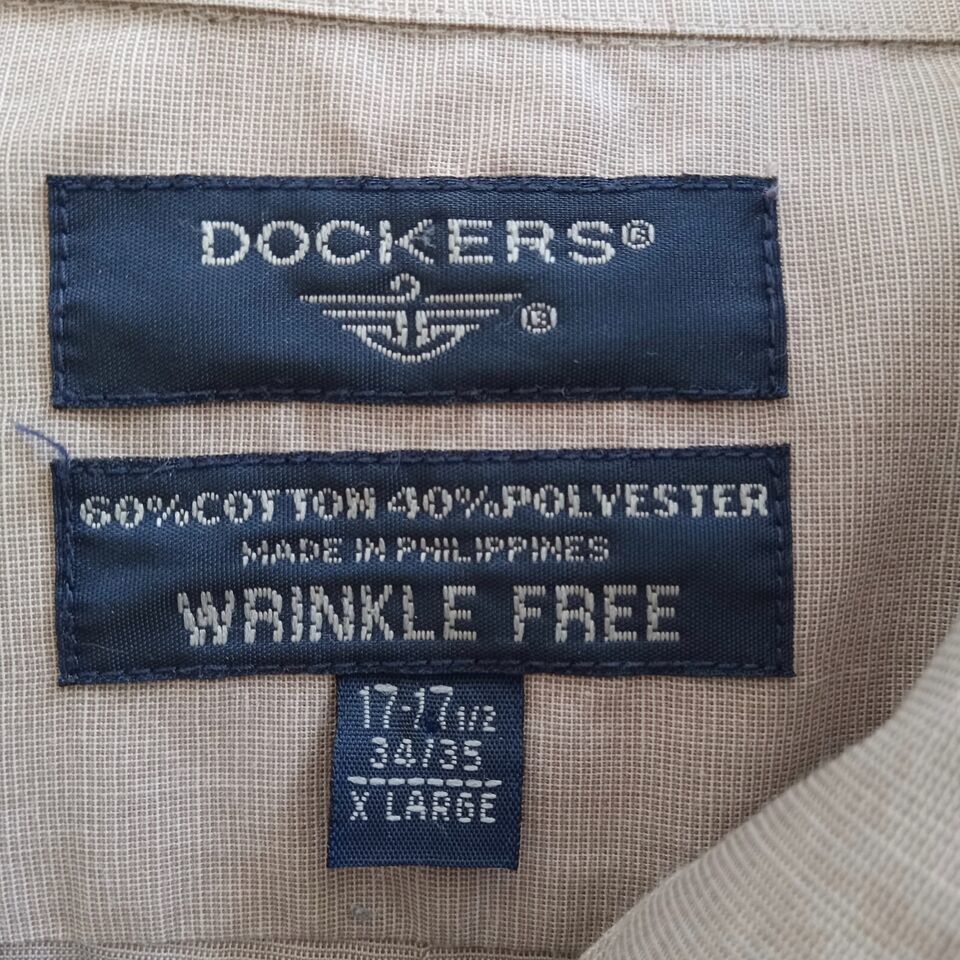 DOCKERS®
®
60% COTTON 40% POLYESTER
MADE IN PHILIPPINES
WRINKLE FREE
17-17 1/2
34/35
X LARGE